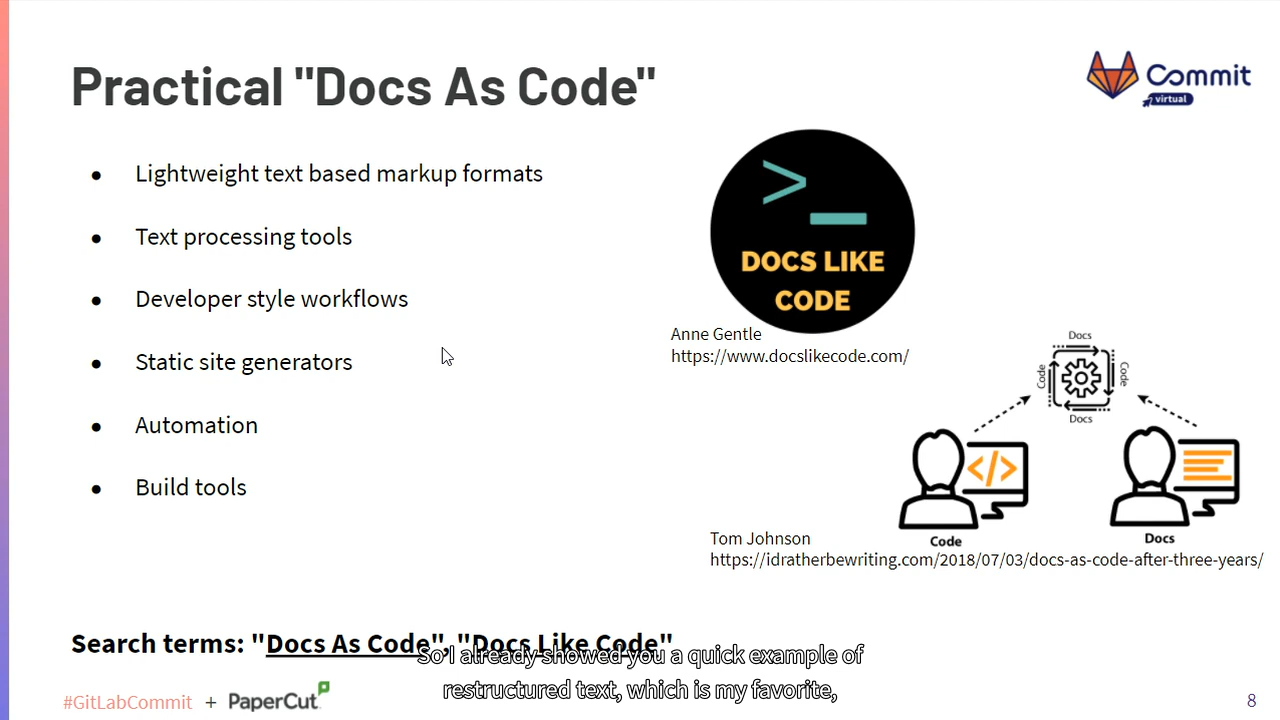 Practical "Docs As Code"
Commit
virtual
● Lightweight text based markup formats
● Text processing tools
● Developer style workflows
● Static site generators
● Automation
● Build tools
>_
DOCS LIKE
CODE
Anne Gentle
https://www.docslikecode.com/
Docs
Code
Code
Docs
</>
Code
Docs
Tom Johnson
https://idratherbewriting.com/2018/07/03/docs-as-code-after-three-years/
Search terms: "Docs As Code", "Docs Like Code"
So I already showed you a quick example of
restructured text, which is my favorite,
#GitLabCommit + PaperCut
8